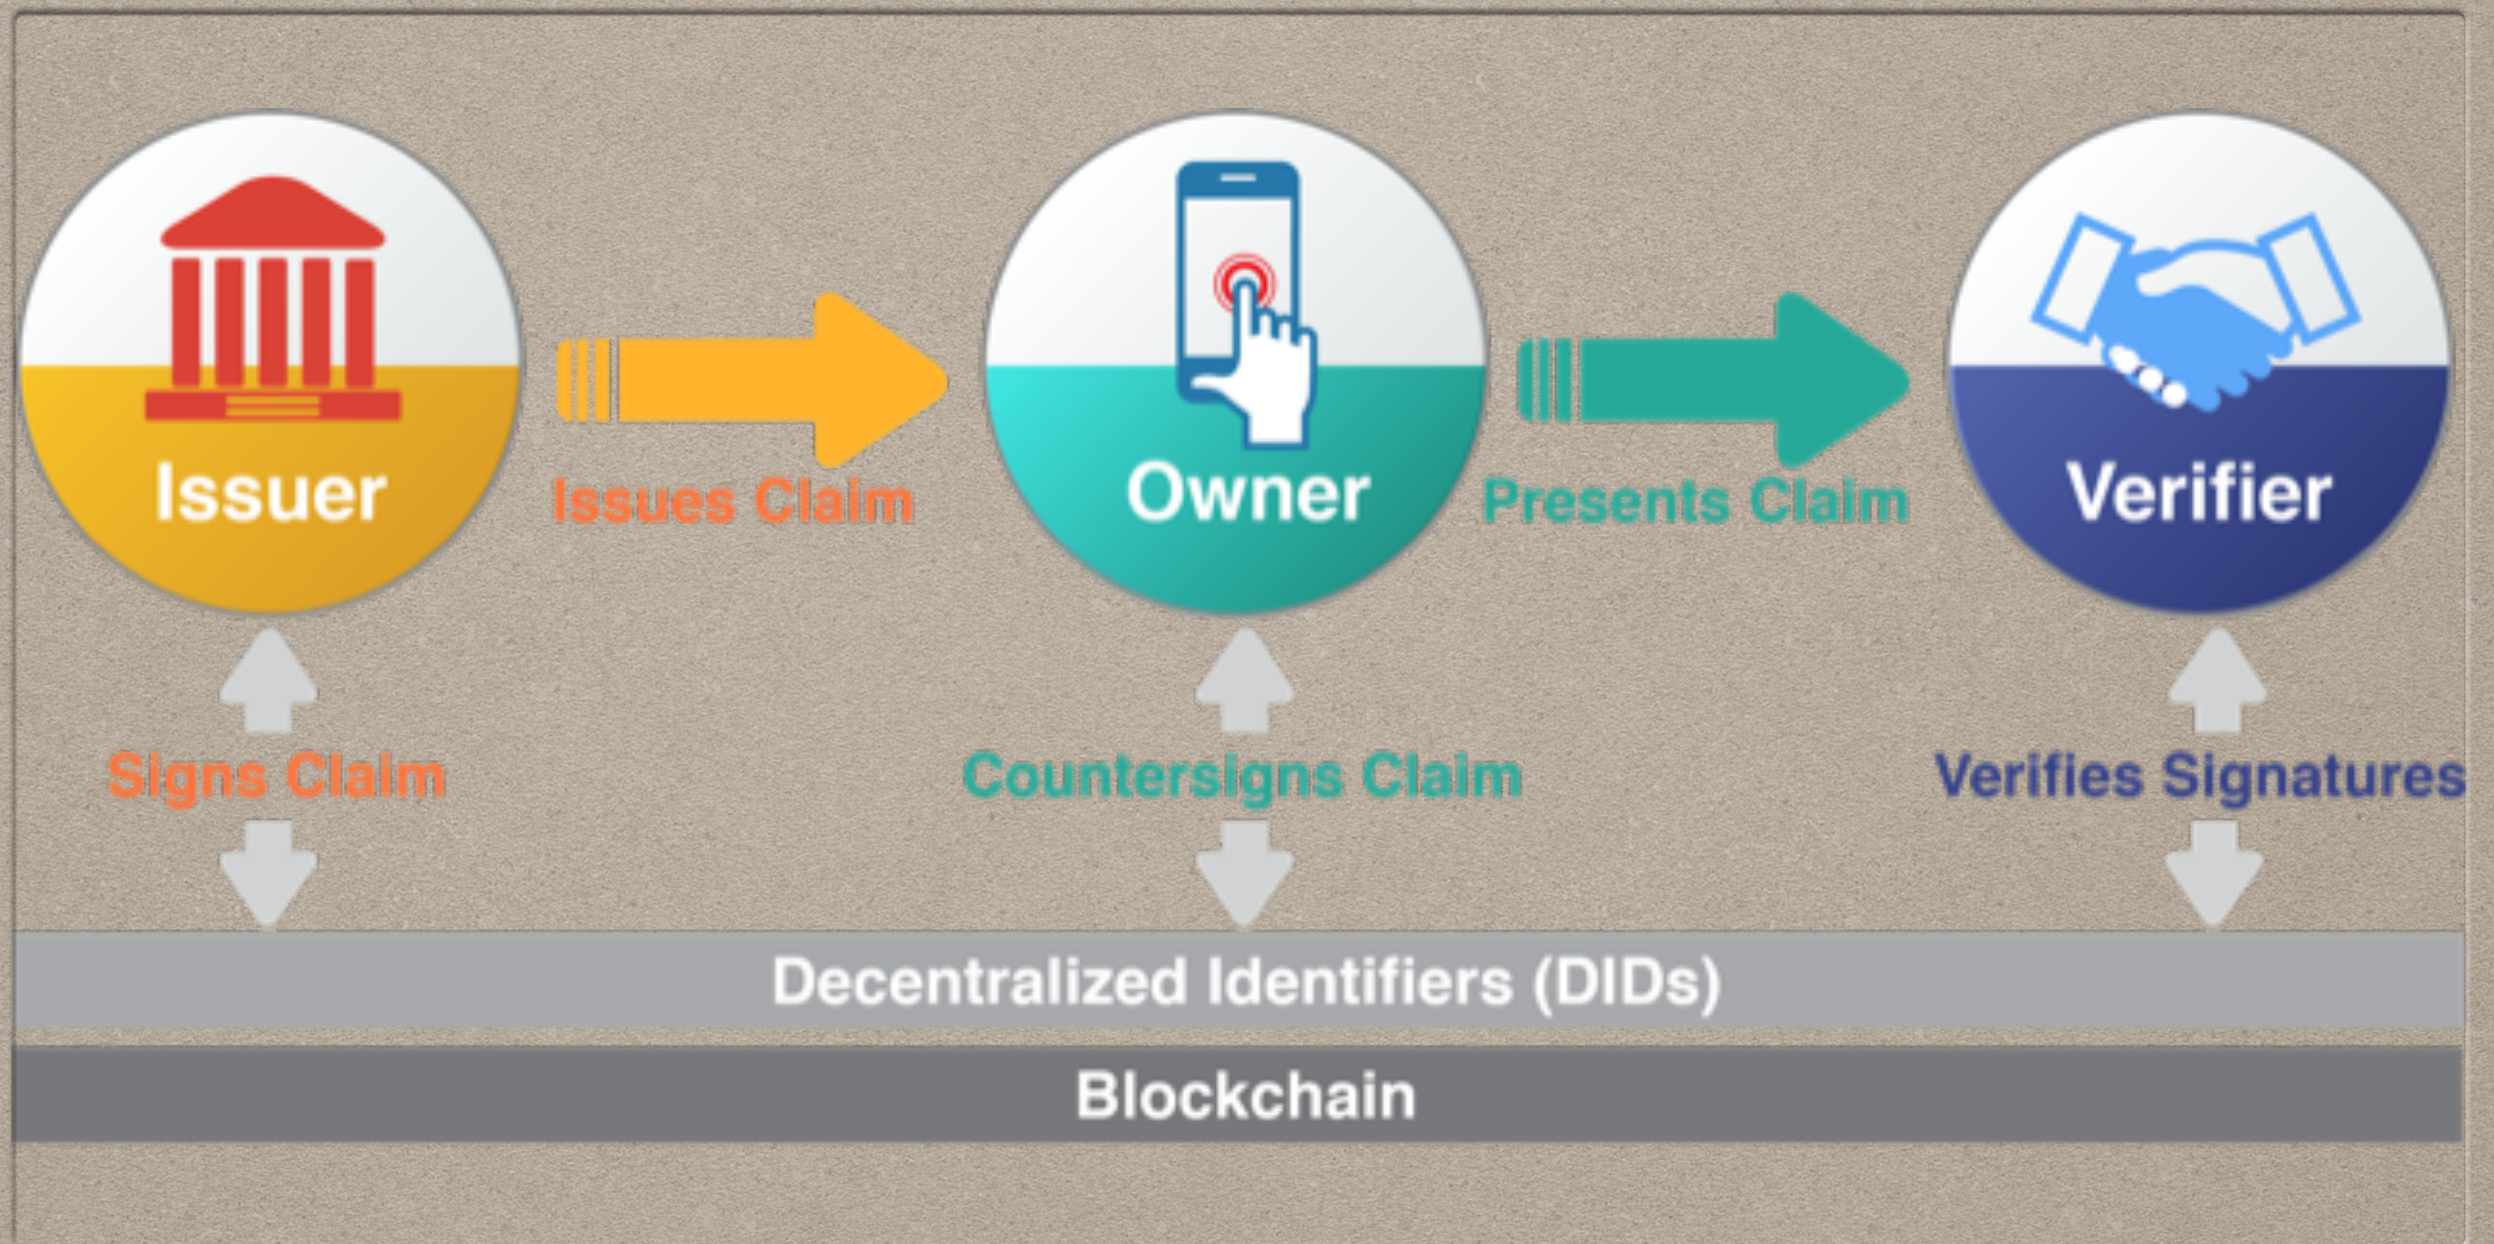 Issuer
Issues Claim
Owner
Presents Claim
Verifier
Signs Claim
Countersigns Claim
Verifies Signatures
Decentralized Identifiers (DIDs)
Blockchain